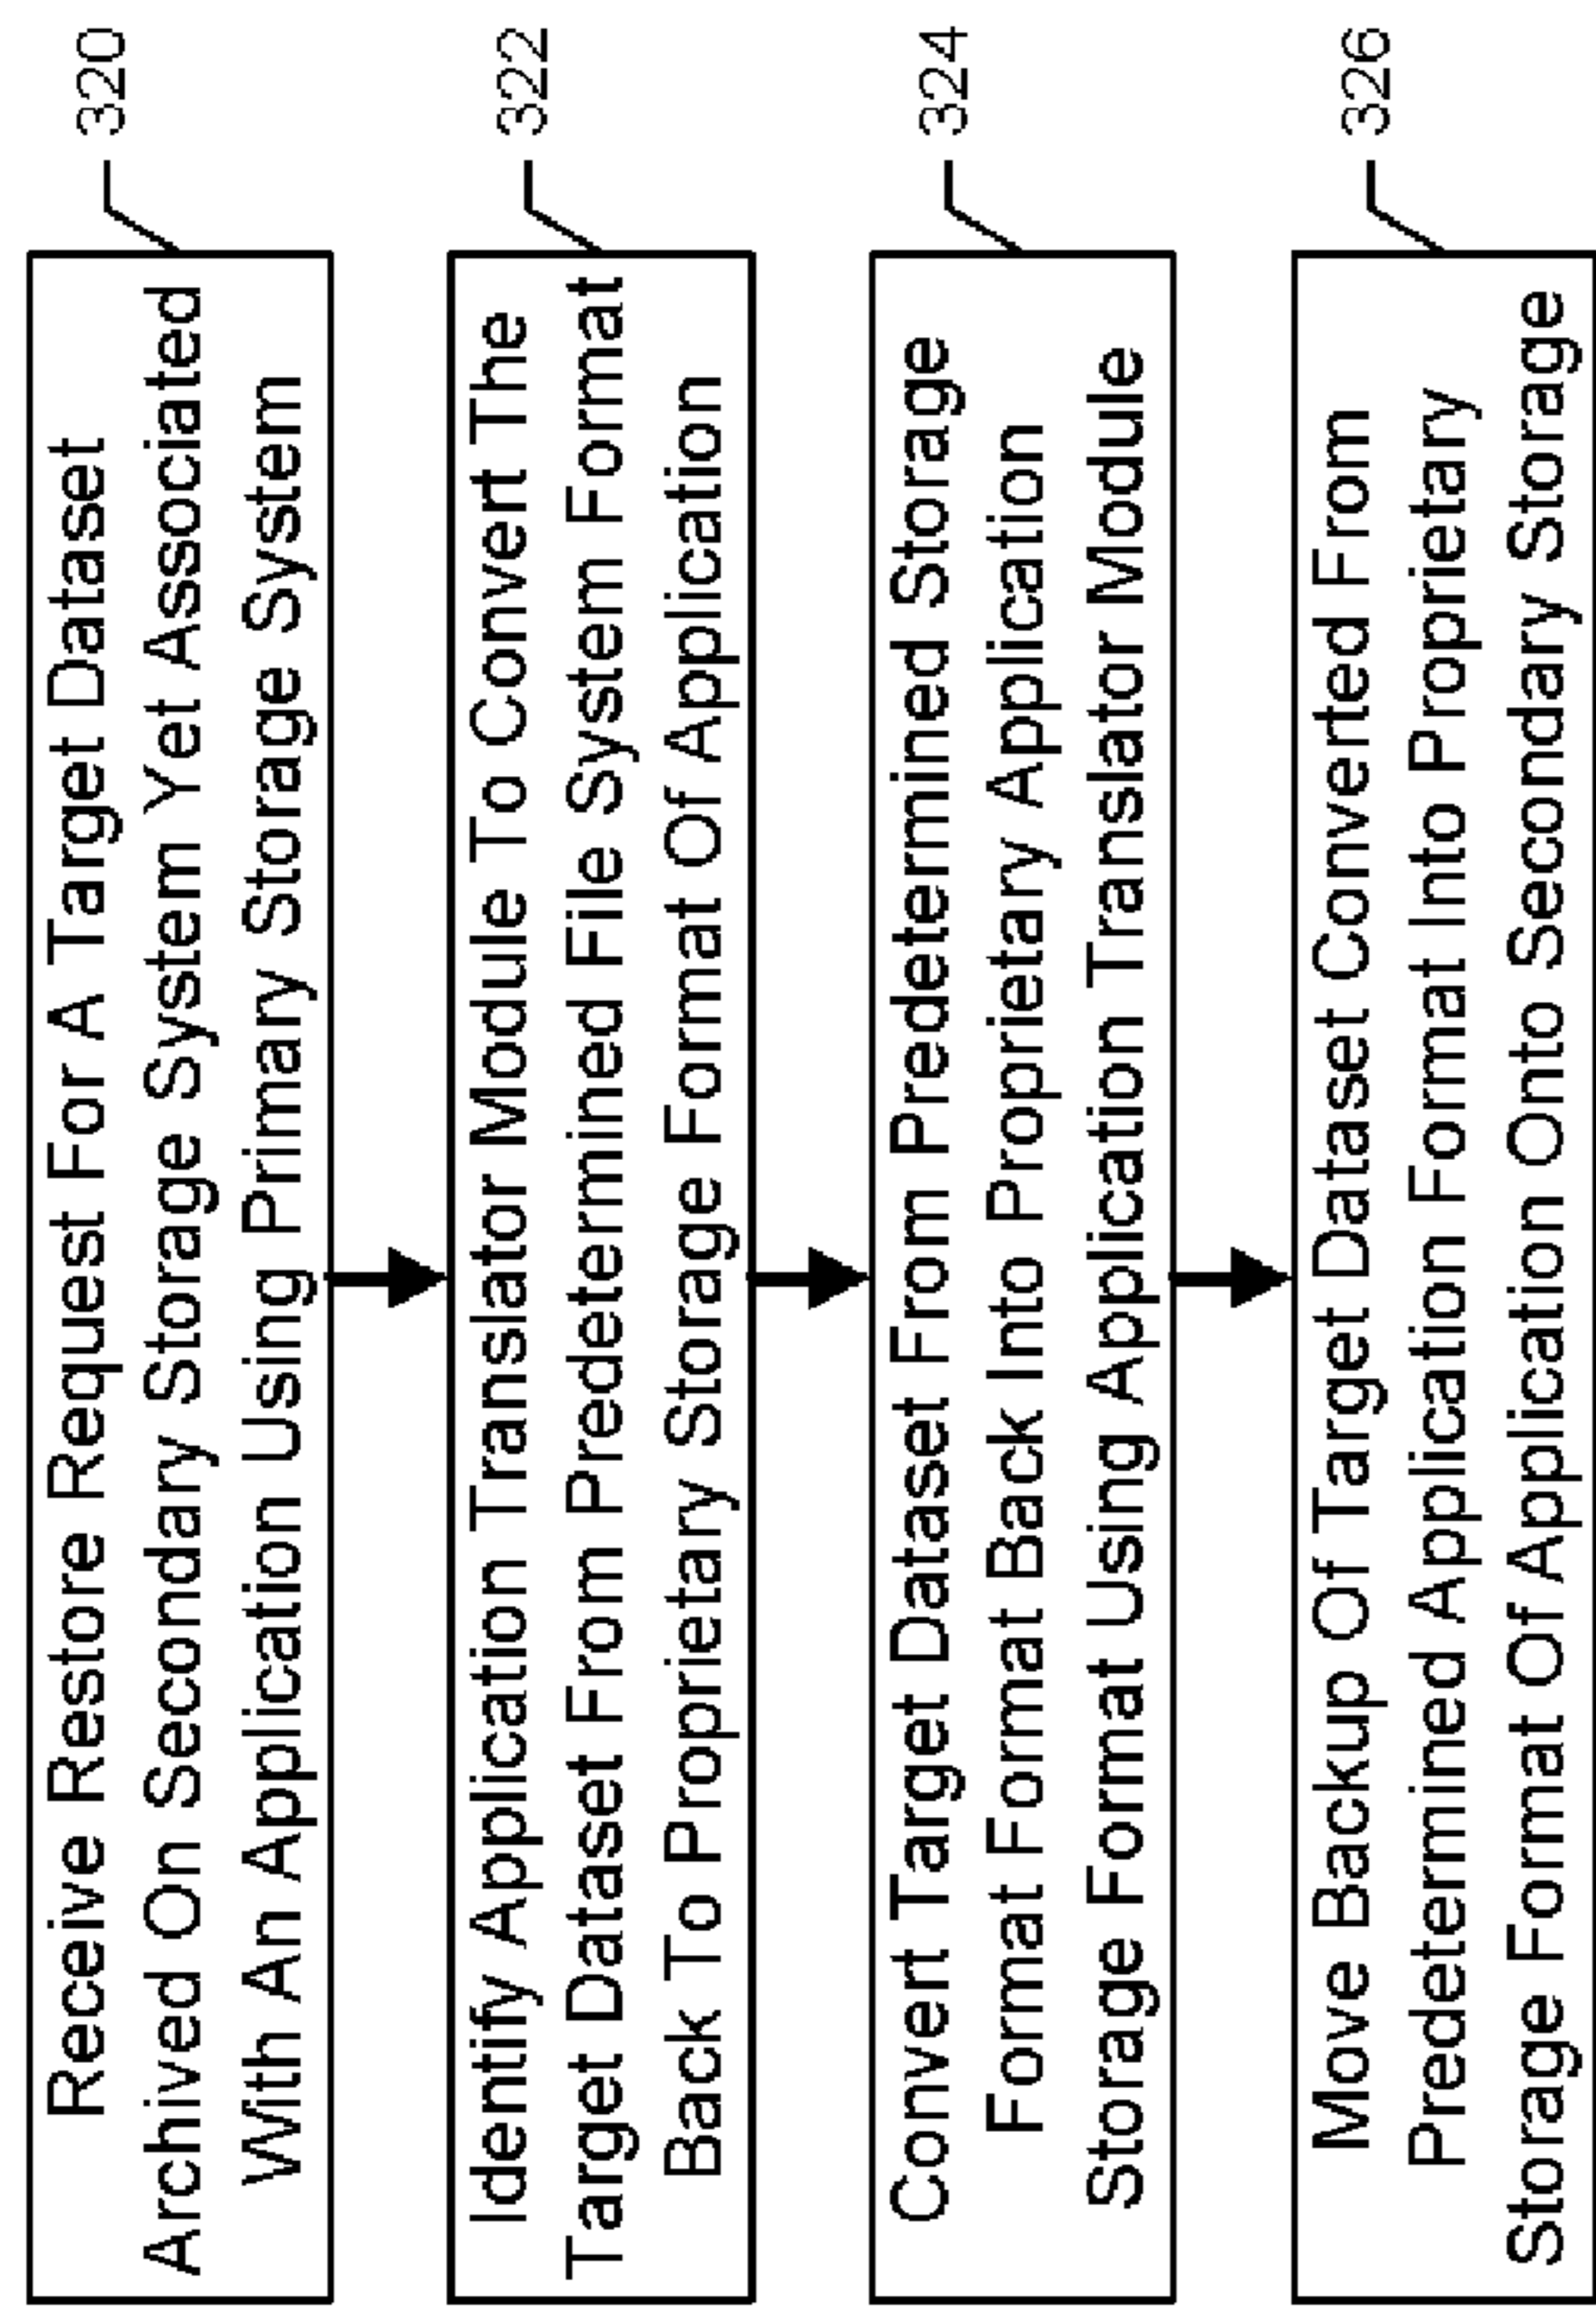 Receive Restore Request For A Target Dataset
Archived On Secondary Storage System Yet Associated
With An Application Using Primary Storage System
320
Identify Application Translator Module To Convert The
Target Dataset From Predetermined File System Format
Back To Proprietary Storage Format Of Application
322
Convert Target Dataset From Predetermined Storage
Format Format Back Into Proprietary Application
Storage Format Using Application Translator Module
324
Move Backup Of Target Dataset Converted From
Predetermined Application Format Into Proprietary
Storage Format Of Application Onto Secondary Storage
326